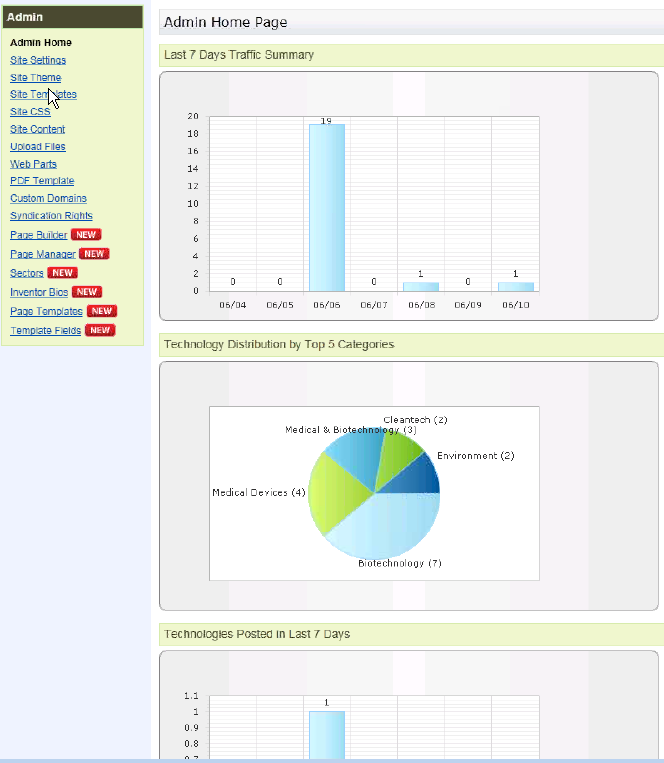 Admin
Admin Home
Site Settings
Site Theme
Site Templates
Site CSS
Site Content
Upload Files
Web Parts
PDF Template
Custom Domains
Syndication Rights
Page Builder NEW
Page Manager NEW
Sectors NEW
Inventor Bios NEW
Page Templates NEW
Template Fields NEW
Admin Home Page
Last 7 Days Traffic Summary
20
18
16
14
12
10
8
6
4
2
0
0 0 19 0 1 0 1
06/04 06/05 06/06 06/07 06/08 06/09 06/10
Technology Distribution by Top 5 Categories
Cleantech (2)
Medical & Biotechnology (3)
Environment (2)
Medical Devices (4)
Biotechnology (7)
Technologies Posted in Last 7 Days
1.1
1
0.9
0.8
0.7
1